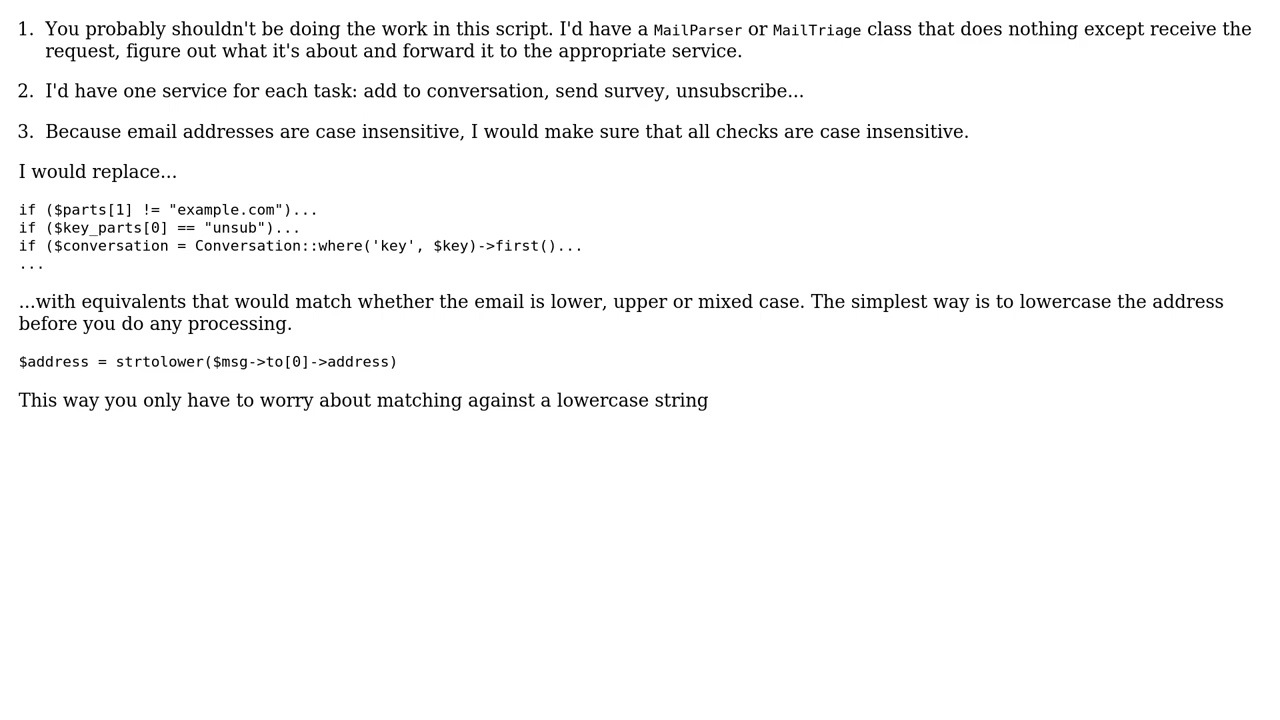 1. You probably shouldn't be doing the work in this script. I'd have a MailParser or MailTriage class that does nothing except receive the
request, figure out what it's about and forward it to the appropriate service.
2. I'd have one service for each task: add to conversation, send survey, unsubscribe...
3. Because email addresses are case insensitive, I would make sure that all checks are case insensitive.
I would replace...
if ($parts[1] != "example.com")...
if ($key_parts[0] == "unsub")...
if ($conversation = Conversation::where('key', $key)->first()...
...
...with equivalents that would match whether the email is lower, upper or mixed case. The simplest way is to lowercase the address
before you do any processing.
$address = strtolower($msg->to[0]->address)
This way you only have to worry about matching against a lowercase string